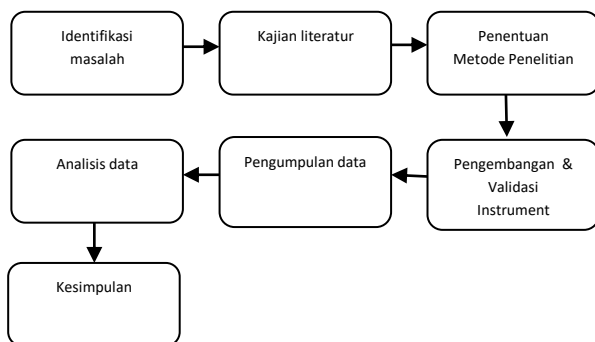 Identifikasi
masalah
Kajian literatur
Penentuan
Metode Penelitian
Pengembangan &
Validasi
Instrument
Pengumpulan data
Analisis data
Kesimpulan